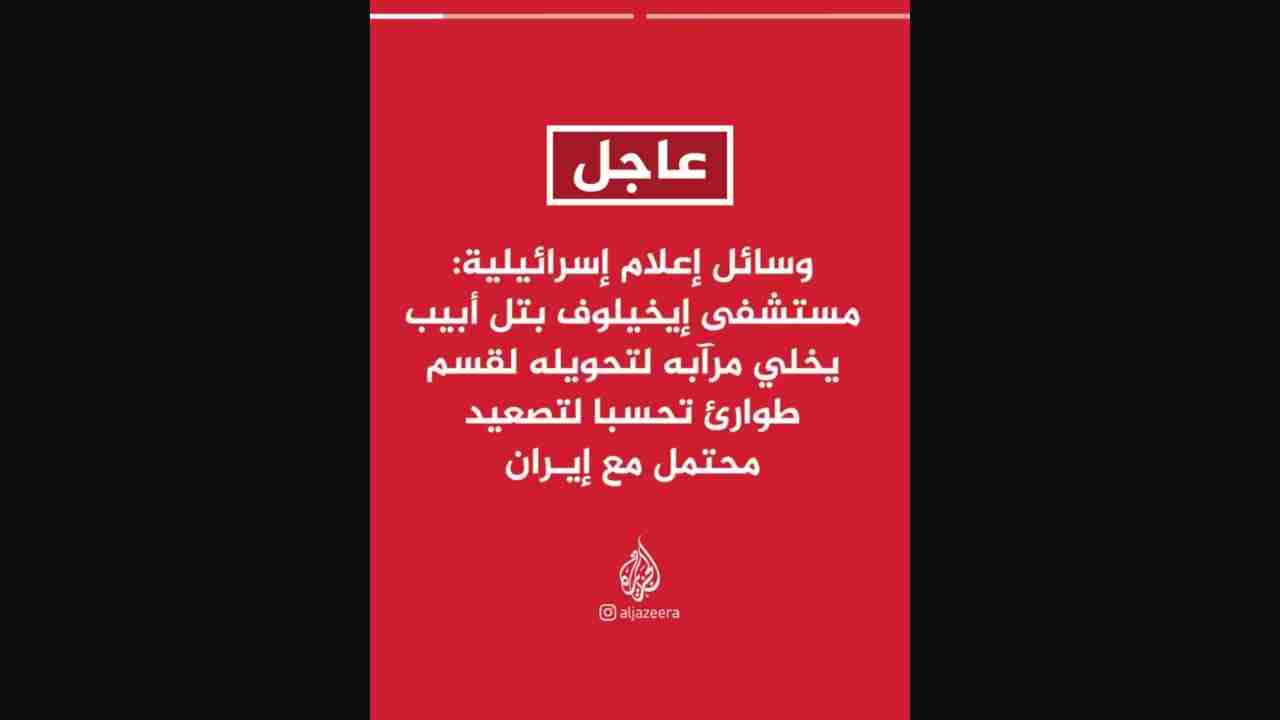 عاجل
وسائل إعلام إسرائيلية:
مستشفى إيخيلوف بتل أبيب
يخلي مرآبه لتحويله لقسم
طوارئ تحسبا لتصعيد
محتمل مع إيـران
الجزيرة
aljazeera